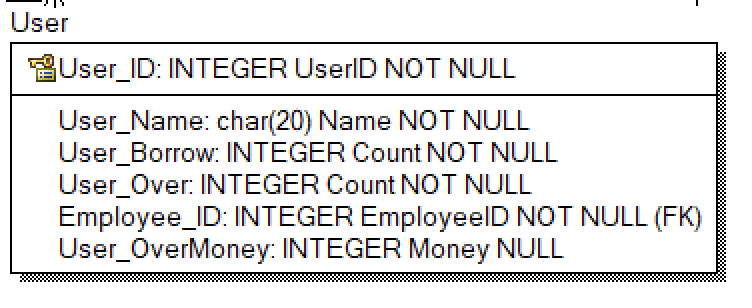 User
User_ID: INTEGER UserID NOT NULL
User_Name: char(20) Name NOT NULL
User_Borrow: INTEGER Count NOT NULL
User_Over: INTEGER Count NOT NULL
Employee_ID: INTEGER EmployeeID NOT NULL (FK)
User_OverMoney: INTEGER Money NULL